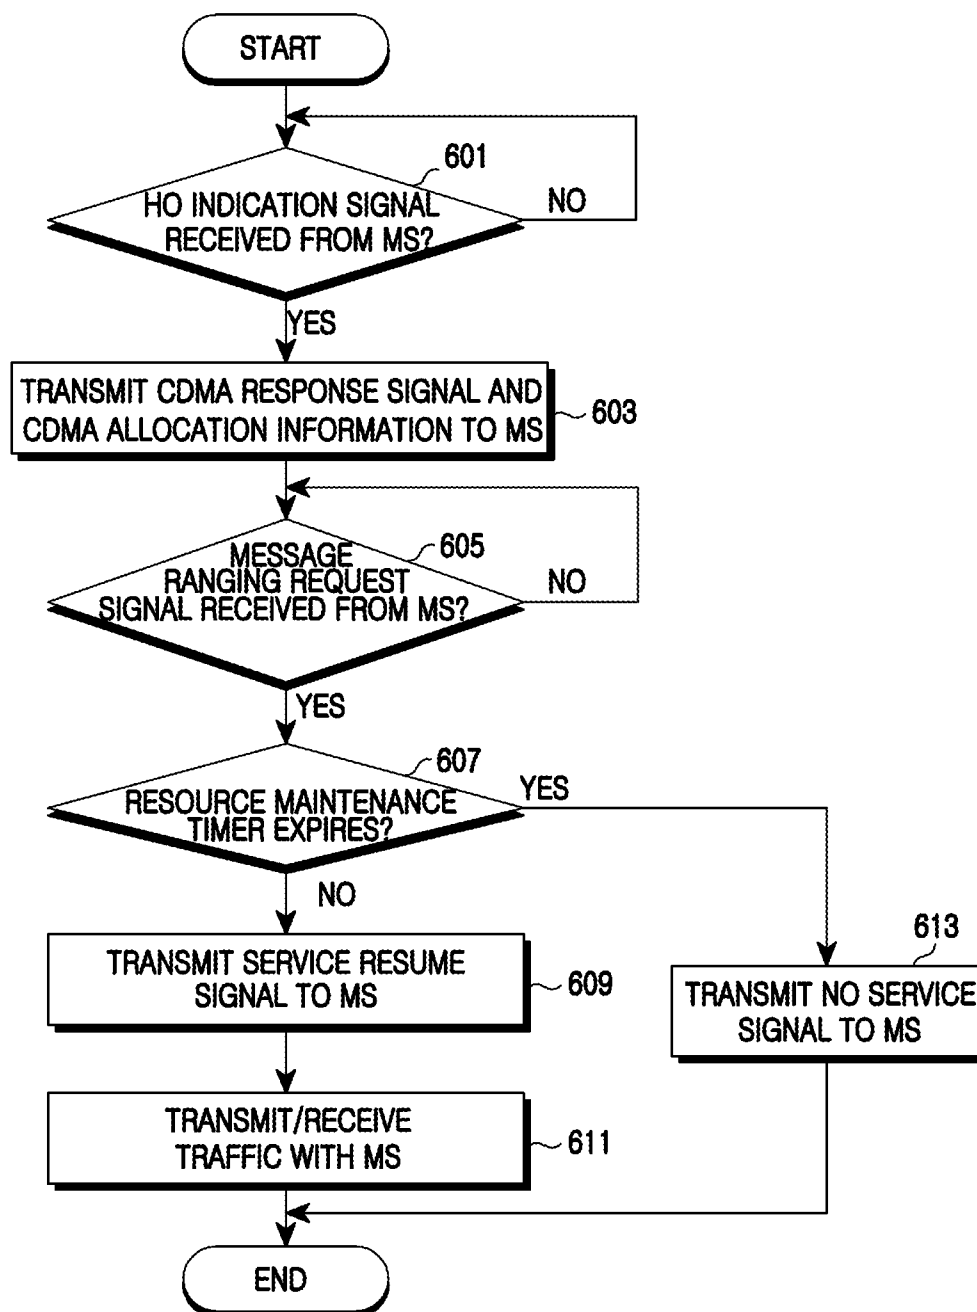 START
601
HO INDICATION SIGNAL
RECEIVED FROM MS?
NO
YES
TRANSMIT CDMA RESPONSE SIGNAL AND
CDMA ALLOCATION INFORMATION TO MS
603
605
MESSAGE
RANGING REQUEST
SIGNAL RECEIVED FROM MS?
NO
YES
607
RESOURCE MAINTENANCE
TIMER EXPIRES?
YES
NO
TRANSMIT SERVICE RESUME
SIGNAL TO MS
609
613
TRANSMIT NO SERVICE
SIGNAL TO MS
TRANSMIT/RECEIVE
TRAFFIC WITH MS
611
END